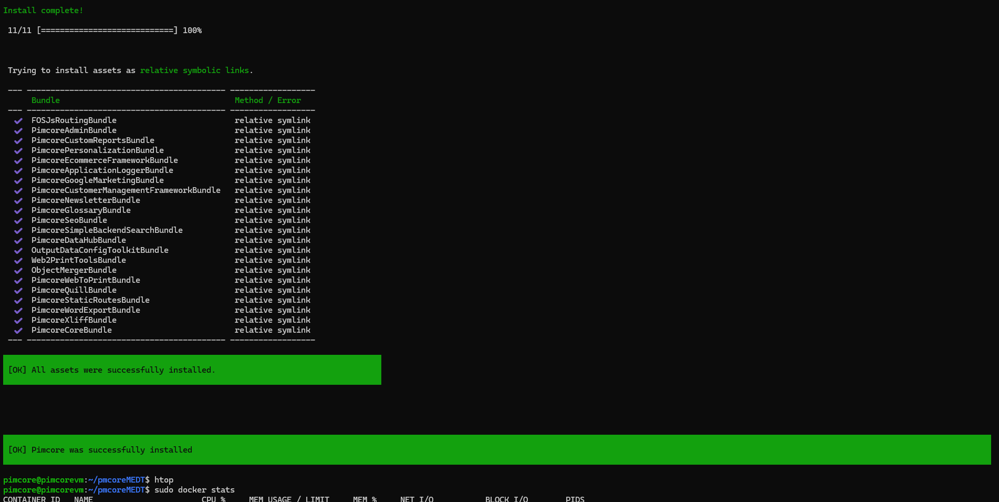 Install complete!
11/11 [============================] 100%
Trying to install assets as relative symbolic links.
--- ------------------------------------------ ------------------
Bundle Method / Error
--- ------------------------------------------ ------------------
✔ FOSJsRoutingBundle relative symlink
✔ PimcoreAdminBundle relative symlink
✔ PimcoreCustomReportsBundle relative symlink
✔ PimcorePersonalizationBundle relative symlink
✔ PimcoreEcommerceFrameworkBundle relative symlink
✔ PimcoreApplicationLoggerBundle relative symlink
✔ PimcoreGoogleMarketingBundle relative symlink
✔ PimcoreCustomerManagementFrameworkBundle relative symlink
✔ PimcoreNewsletterBundle relative symlink
✔ PimcoreGlossaryBundle relative symlink
✔ PimcoreSeoBundle relative symlink
✔ PimcoreSimpleBackendSearchBundle relative symlink
✔ PimcoreDataHubBundle relative symlink
✔ OutputDataConfigToolkitBundle relative symlink
✔ Web2PrintToolsBundle relative symlink
✔ ObjectMergerBundle relative symlink
✔ PimcoreWebToPrintBundle relative symlink
✔ PimcoreQuillBundle relative symlink
✔ PimcoreStaticRoutesBundle relative symlink
✔ PimcoreWordExportBundle relative symlink
✔ PimcoreXliffBundle relative symlink
✔ PimcoreCoreBundle relative symlink
--- ------------------------------------------ ------------------
[OK] All assets were successfully installed.
[OK] Pimcore was successfully installed
pimcore@pimcorevm:~/pmcoreMEDT$ htop
pimcore@pimcorevm:~/pmcoreMEDT$ sudo docker stats
CONTAINER ID NAME CPU % MEM USAGE / LIMIT MEM % NET I/O BLOCK I/O PIDS